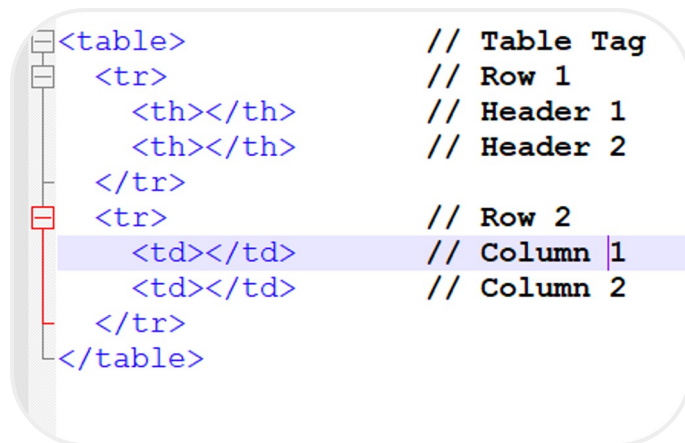 <table> // Table Tag
<tr> // Row 1
<th></th> // Header 1
<th></th> // Header 2
</tr>
<tr> // Row 2
<td></td> // Column 1
<td></td> // Column 2
</tr>
</table>